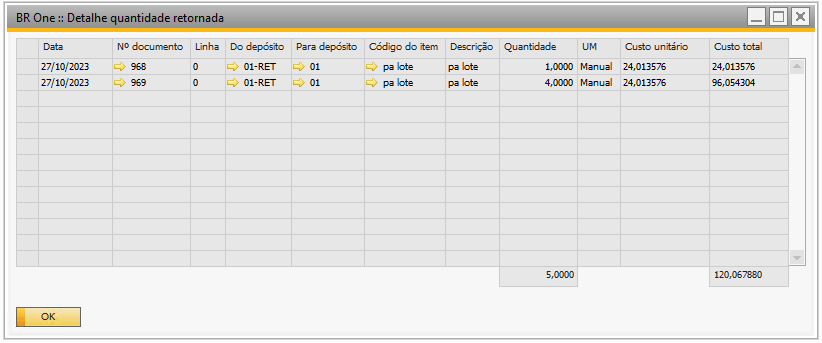 BR One :: Detalhe quantidade retornada
Data Nº documento Linha Do depósito Para depósito Código do item Descrição Quantidade UM Custo unitário Custo total
27/10/2023 968 0 01-RET 01 pa lote pa lote 1,0000 Manual 24,013576 24,013576
27/10/2023 969 0 01-RET 01 pa lote pa lote 4,0000 Manual 24,013576 96,054304
5,0000 120,067880
OK